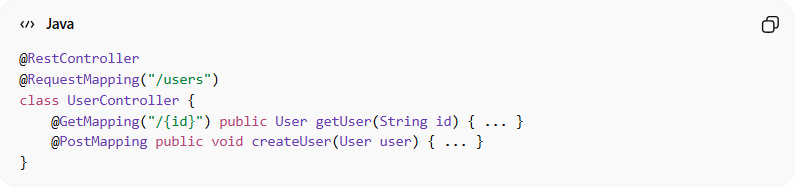 </> Java
@RestController
@RequestMapping("/users")
class UserController {
    @GetMapping("/{id}") public User getUser(String id) { ... }
    @PostMapping public void createUser(User user) { ... }
}